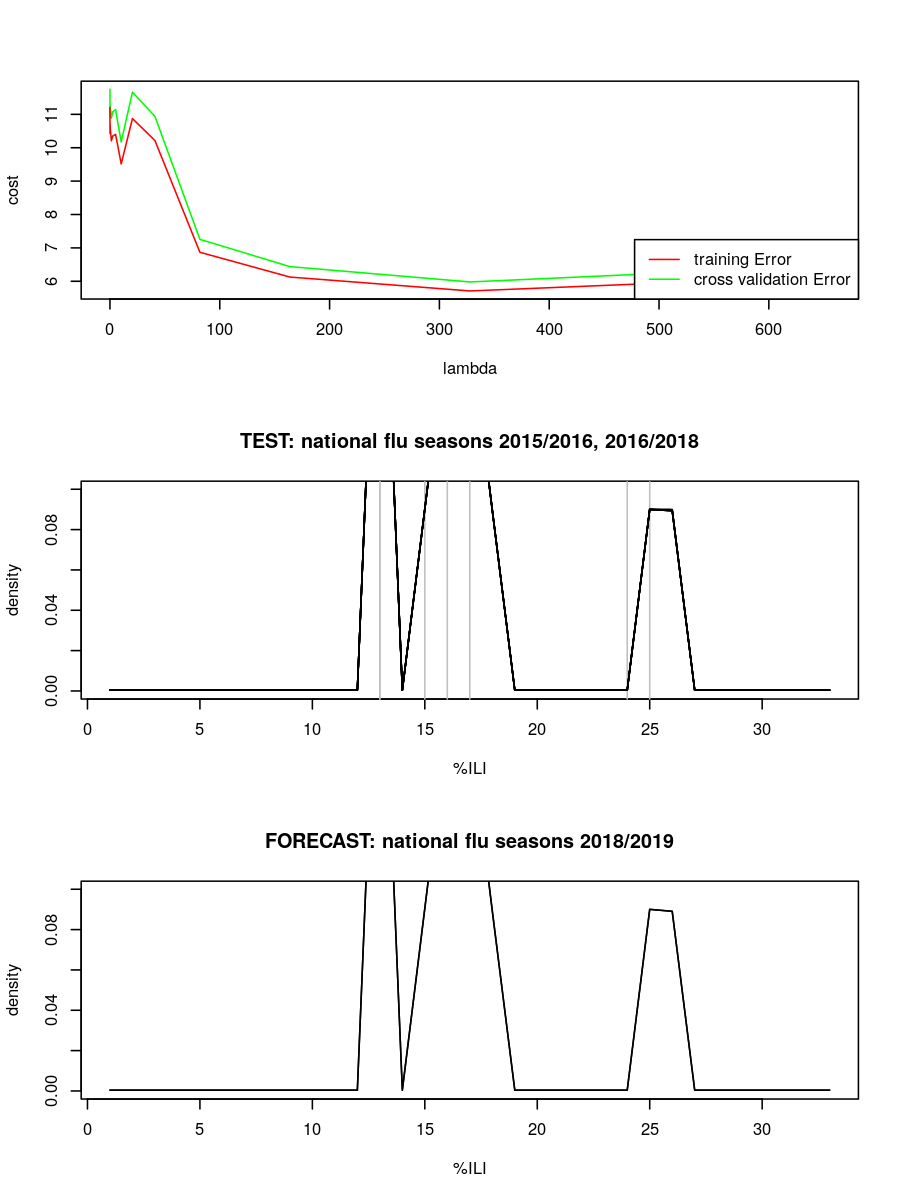 11
10
9
8
7
6
cost
training Error
cross validation Error
0 100 200 300 400 500 600
lambda
TEST: national flu seasons 2015/2016, 2016/2018
0.08
0.04
0.00
density
0 5 10 15 20 25 30
%ILI
FORECAST: national flu seasons 2018/2019
0.08
0.04
0.00
density
0 5 10 15 20 25 30
%ILI